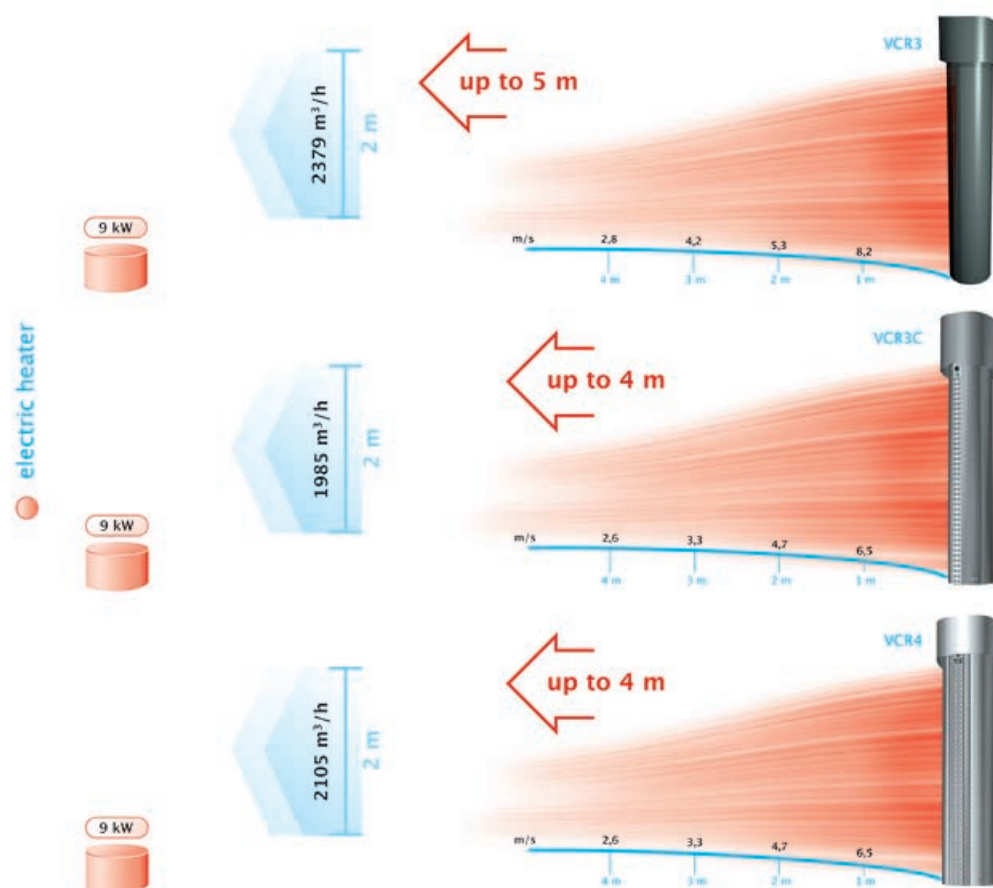 VCR3
up to 5 m
2379 m³/h
2 m
9 kW
m/s 2,8 4,2 5,3 8,2
4 m 3 m 2 m 1 m
electric heater
VCR3C
up to 4 m
1985 m³/h
2 m
9 kW
m/s 2,6 3,3 4,7 6,5
4 m 3 m 2 m 1 m
VCR4
up to 4 m
2105 m³/h
2 m
9 kW
m/s 2,6 3,3 4,7 6,5
4 m 3 m 2 m 1 m